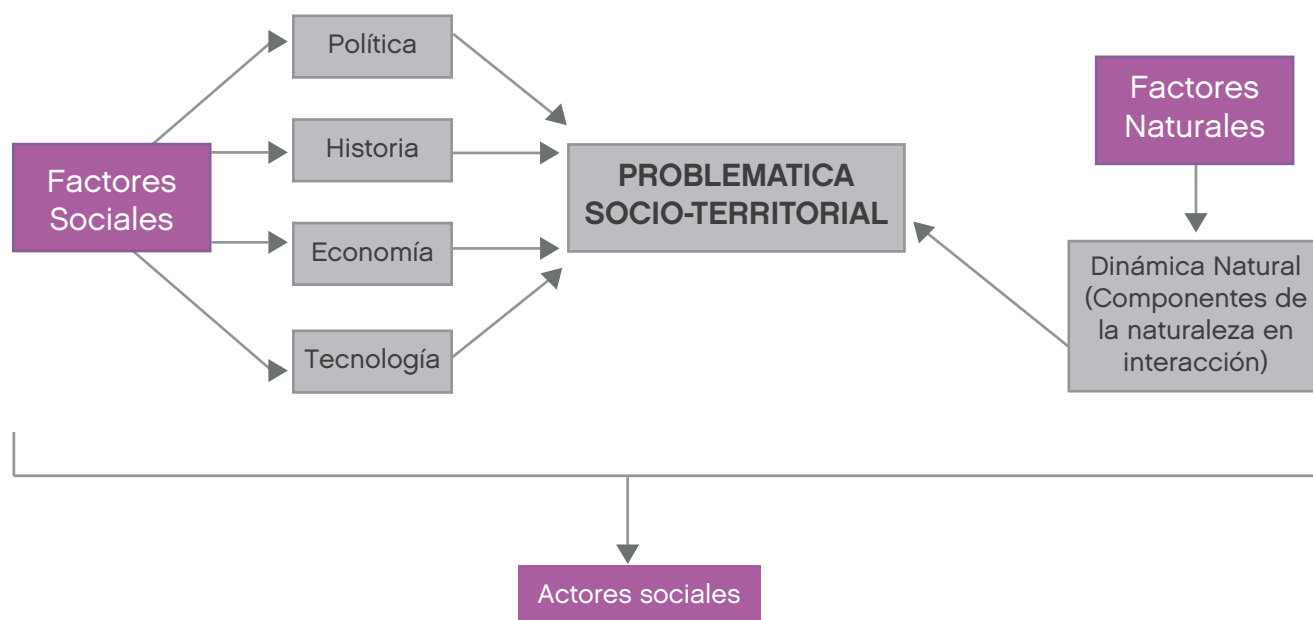 Factores
Sociales
Política
Historia
Economía
Tecnología
PROBLEMATICA
SOCIO-TERRITORIAL
Factores
Naturales
Dinámica Natural
(Componentes de
la naturaleza en
interacción)
Actores sociales